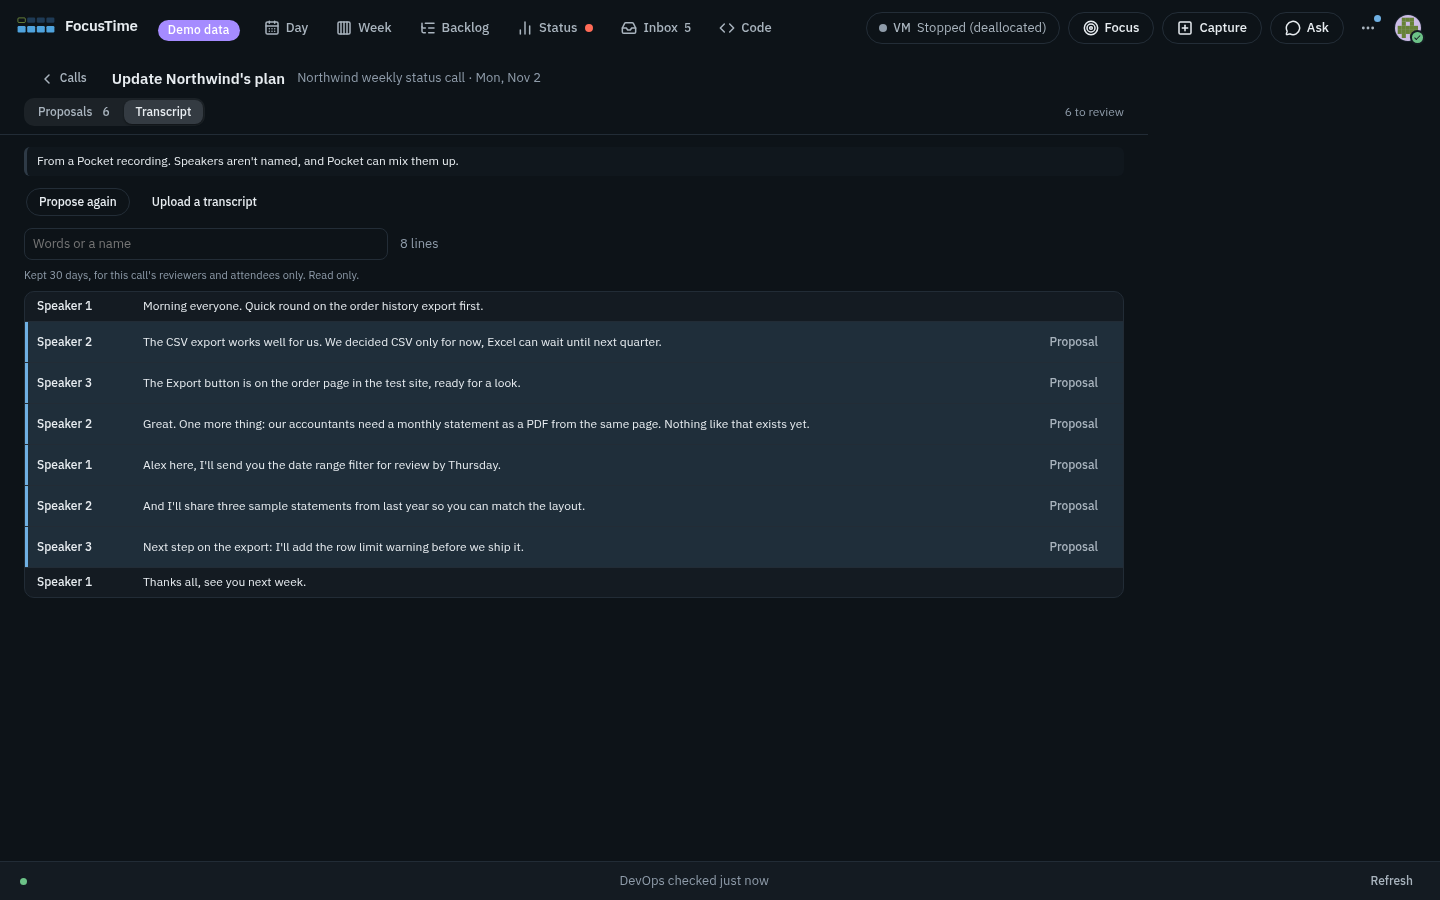 FocusTime
Demo data
Day
Week
Backlog
Status
Inbox 5
Code
VM Stopped (deallocated)
Focus
Capture
Ask
Calls
Update Northwind's plan
Northwind weekly status call · Mon, Nov 2
Proposals 6
Transcript
6 to review
From a Pocket recording. Speakers aren't named, and Pocket can mix them up.
Propose again
Upload a transcript
Words or a name
8 lines
Kept 30 days, for this call's reviewers and attendees only. Read only.
Speaker 1 Morning everyone. Quick round on the order history export first.
Speaker 2 The CSV export works well for us. We decided CSV only for now, Excel can wait until next quarter. Proposal
Speaker 3 The Export button is on the order page in the test site, ready for a look. Proposal
Speaker 2 Great. One more thing: our accountants need a monthly statement as a PDF from the same page. Nothing like that exists yet. Proposal
Speaker 1 Alex here, I'll send you the date range filter for review by Thursday. Proposal
Speaker 2 And I'll share three sample statements from last year so you can match the layout. Proposal
Speaker 3 Next step on the export: I'll add the row limit warning before we ship it. Proposal
Speaker 1 Thanks all, see you next week.
DevOps checked just now
Refresh